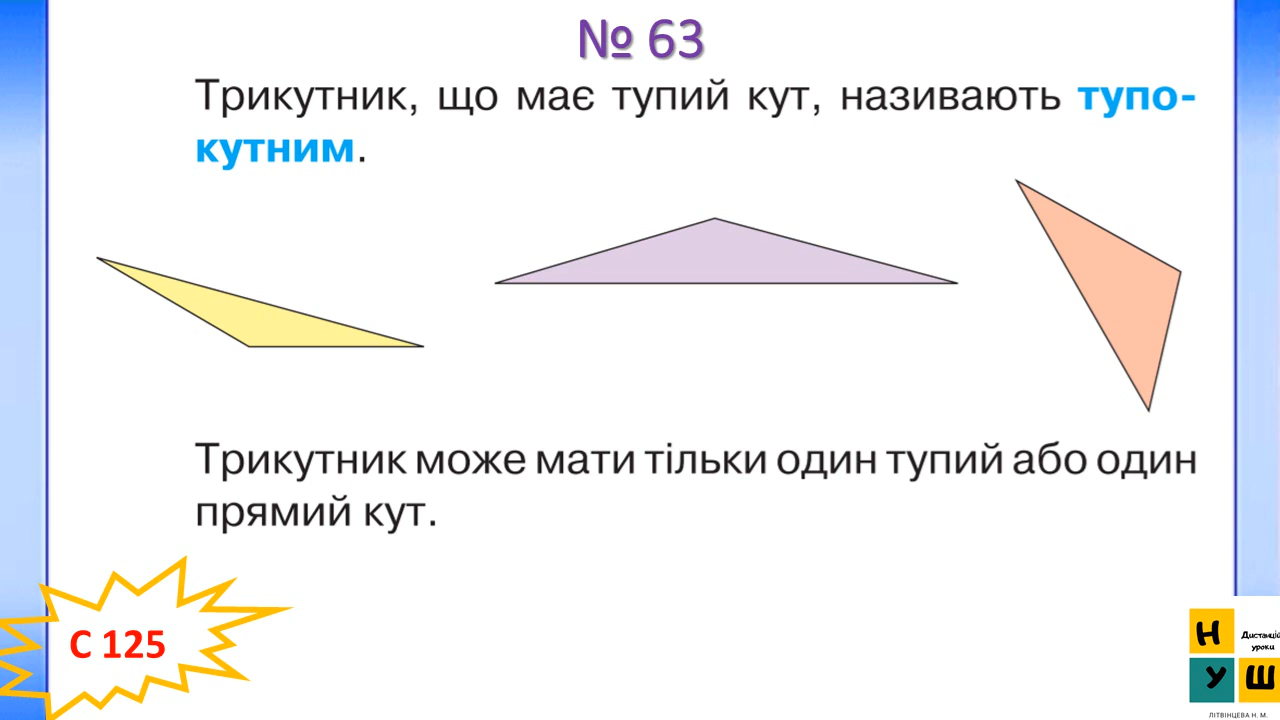 № 63
Трикутник, що має тупий кут, називають тупо-
кутним.
Трикутник може мати тільки один тупий або один
прямий кут.
С 125
Н
Дистанцій
уроки
У Ш
ЛІТВІНЦЕВА Н. М.